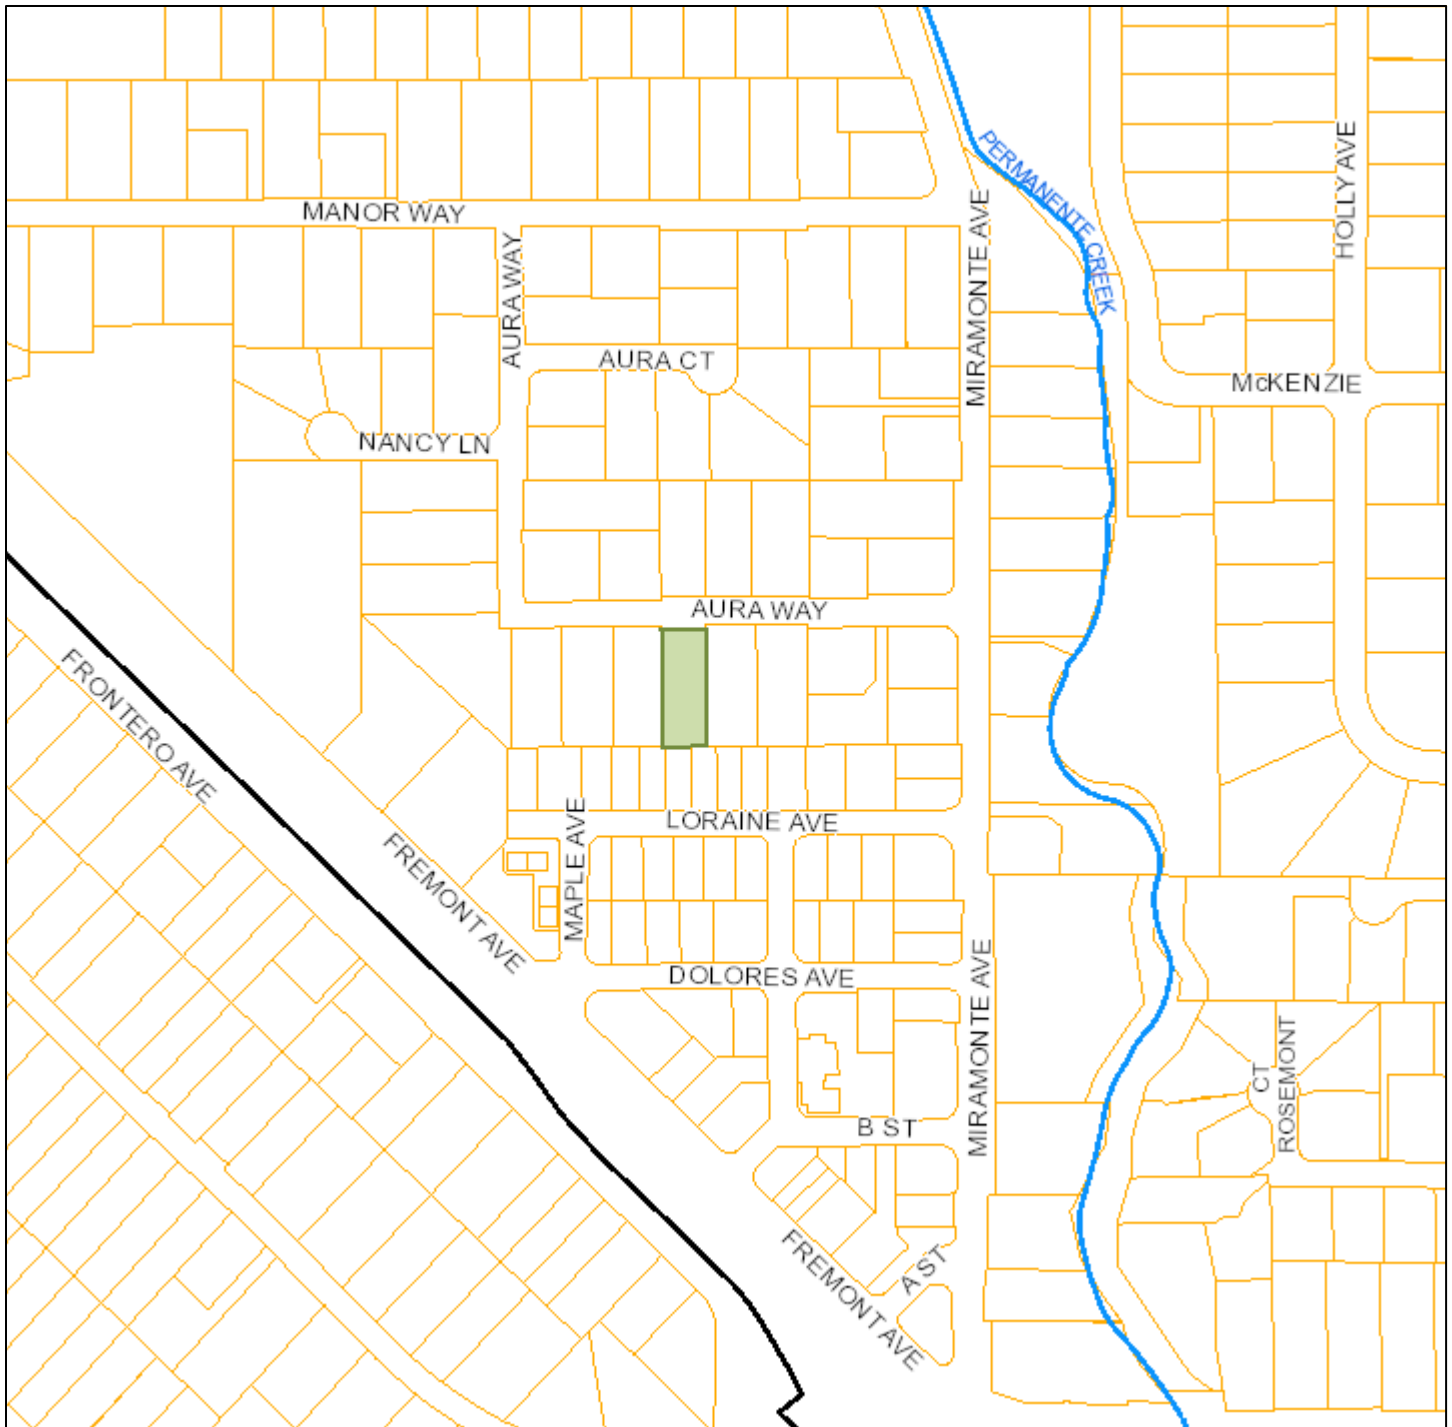 PERMANENTE CREEK
HOLLY AVE
MANOR WAY
MIRAMONTE AVE
AURA WAY
AURA CT
McKENZIE
NANCY LN
AURA WAY
FRONTERO AVE
LORAINE AVE
MAPLE AVE
FREMONT AVE
DOLORES AVE
MIRAMONTE AVE
CT
ROSEMONT
B ST
A ST
FREMONT AVE